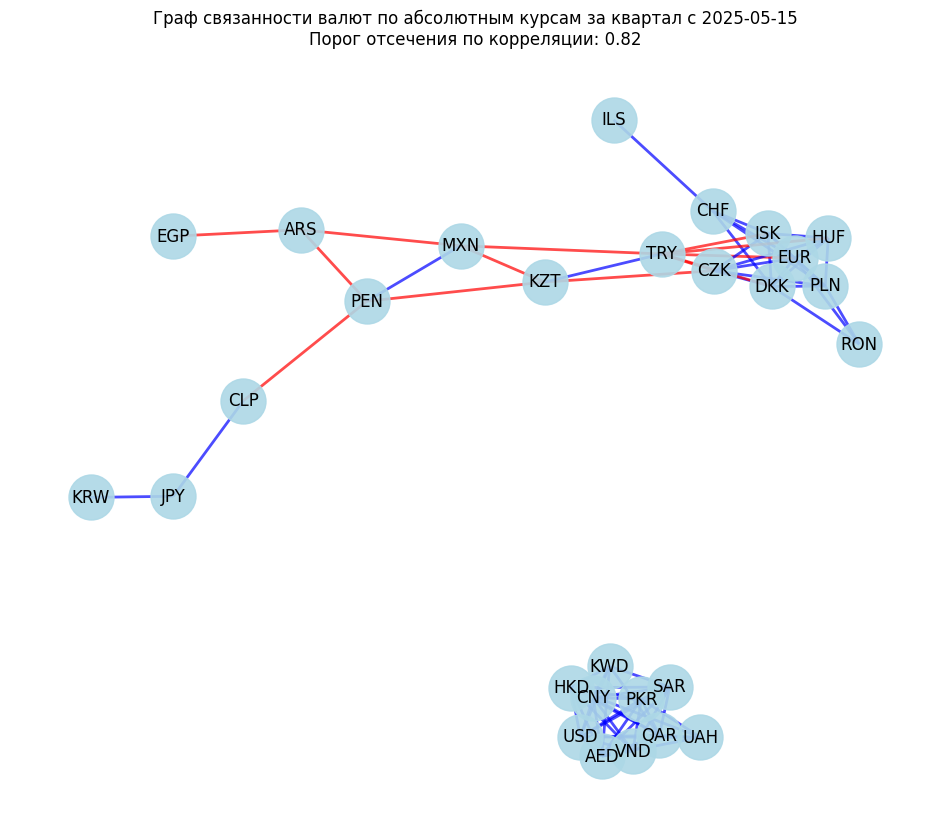 Граф связанности валют по абсолютным курсам за квартал с 2025-05-15
Порог отсечения по корреляции: 0.82
ILS
CHF
EGP
ARS
ISK
HUF
MXN
TRY
EUR
CZK
KZT
DKK
PLN
PEN
RON
CLP
KRW
JPY
KWD
HKD
SAR
CNY
PKR
USD
QAR
UAH
VND
AED